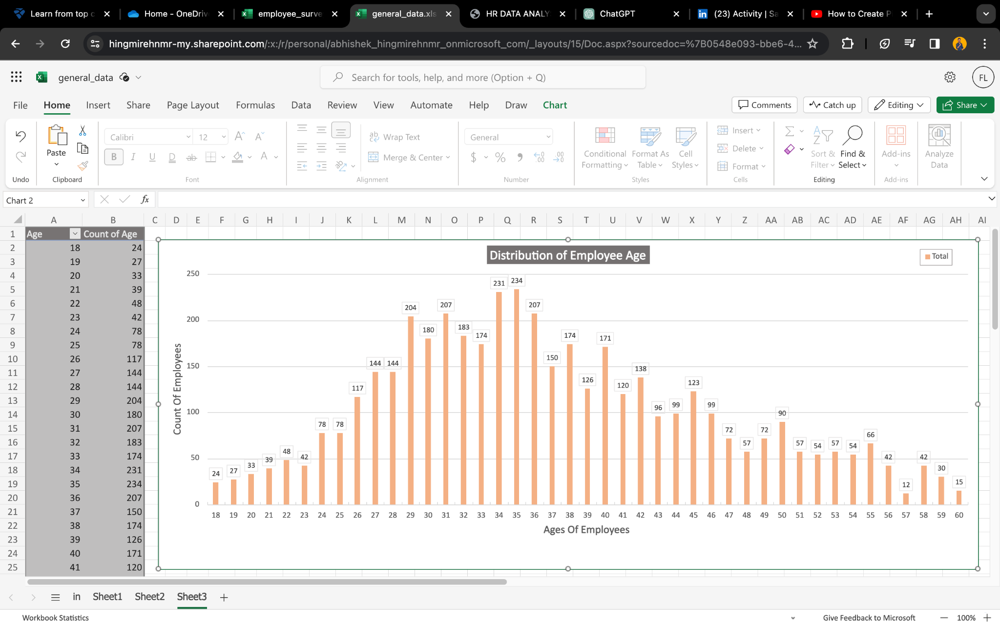 Learn from top c
Home - OneDriv
employee_surve
general_data.xls
HR DATA ANALY
ChatGPT
(23) Activity | Sa
How to Create P
hingmirehnmr-my.sharepoint.com/:x:/r/personal/abhishek_hingmirehnmr_onmicrosoft_com/_layouts/15/Doc.aspx?sourcedoc=%7B0548e093-bbe6-4...
general_data
Search for tools, help, and more (Option + Q)
FL
File Home Insert Share Page Layout Formulas Data Review View Automate Help Draw Chart
Comments Catch up Editing Share
Calibri 12
Wrap Text
General
Insert
Delete
Format
Paste
B I U D ab A
Merge & Center
$ % 9 .00
Conditional Formatting
Format As Table
Cell Styles
Sort & Filter
Find & Select
Add-ins
Analyze Data
Undo Clipboard Font Alignment Number Styles Cells Editing Add-ins
Chart 2 fx
A B C D E F G H I J K L M N O P Q R S T U V W X Y Z AA AB AC AD AE AF AG AH AI
1 Age Count of Age
2 18 24
3 19 27
4 20 33
5 21 39
6 22 48
7 23 42
8 24 78
9 25 78
10 26 117
11 27 144
12 28 144
13 29 204
14 30 180
15 31 207
16 32 183
17 33 174
18 34 231
19 35 234
20 36 207
21 37 150
22 38 174
23 39 126
24 40 171
25 41 120
Distribution of Employee Age
Total
Count Of Employees
250
200
150
100
50
0
24 27 33 39 48 42 78 78 117 144 144 204 180 207 183 174 231 234 207 150 174 126 171 120 138 96 99 123 99 72 57 72 90 57 54 57 54 66 42 12 42 30 15
18 19 20 21 22 23 24 25 26 27 28 29 30 31 32 33 34 35 36 37 38 39 40 41 42 43 44 45 46 47 48 49 50 51 52 53 54 55 56 57 58 59 60
Ages Of Employees
in Sheet1 Sheet2 Sheet3
Workbook Statistics
Give Feedback to Microsoft
100%